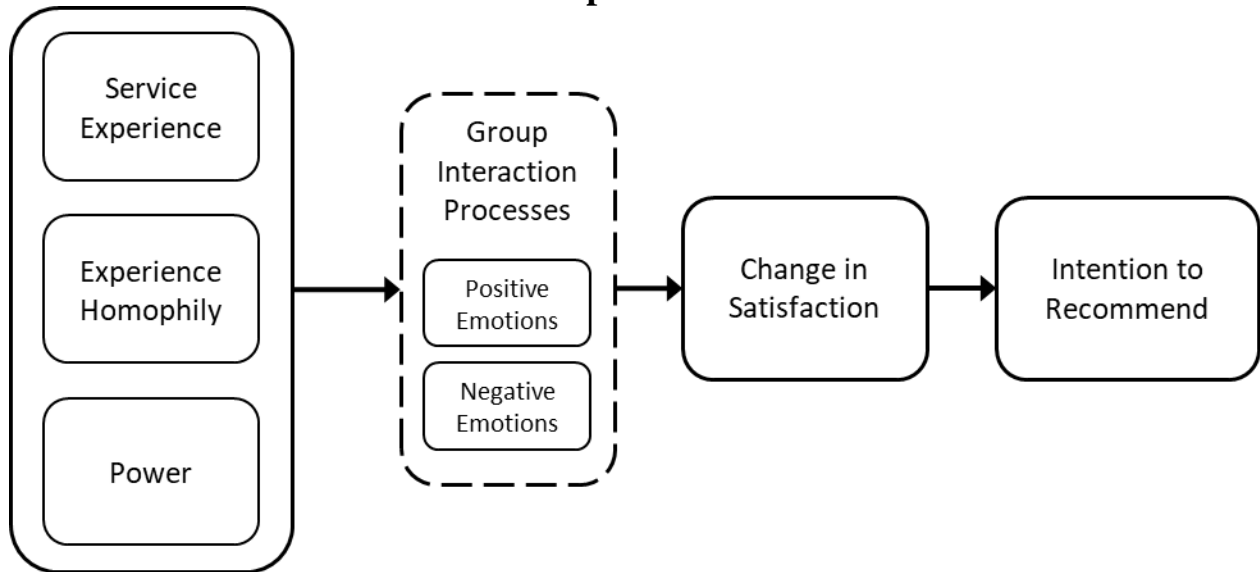 Service
Experience
Experience
Homophily
Power
Group
Interaction
Processes
Positive
Emotions
Negative
Emotions
Change in
Satisfaction
Intention to
Recommend